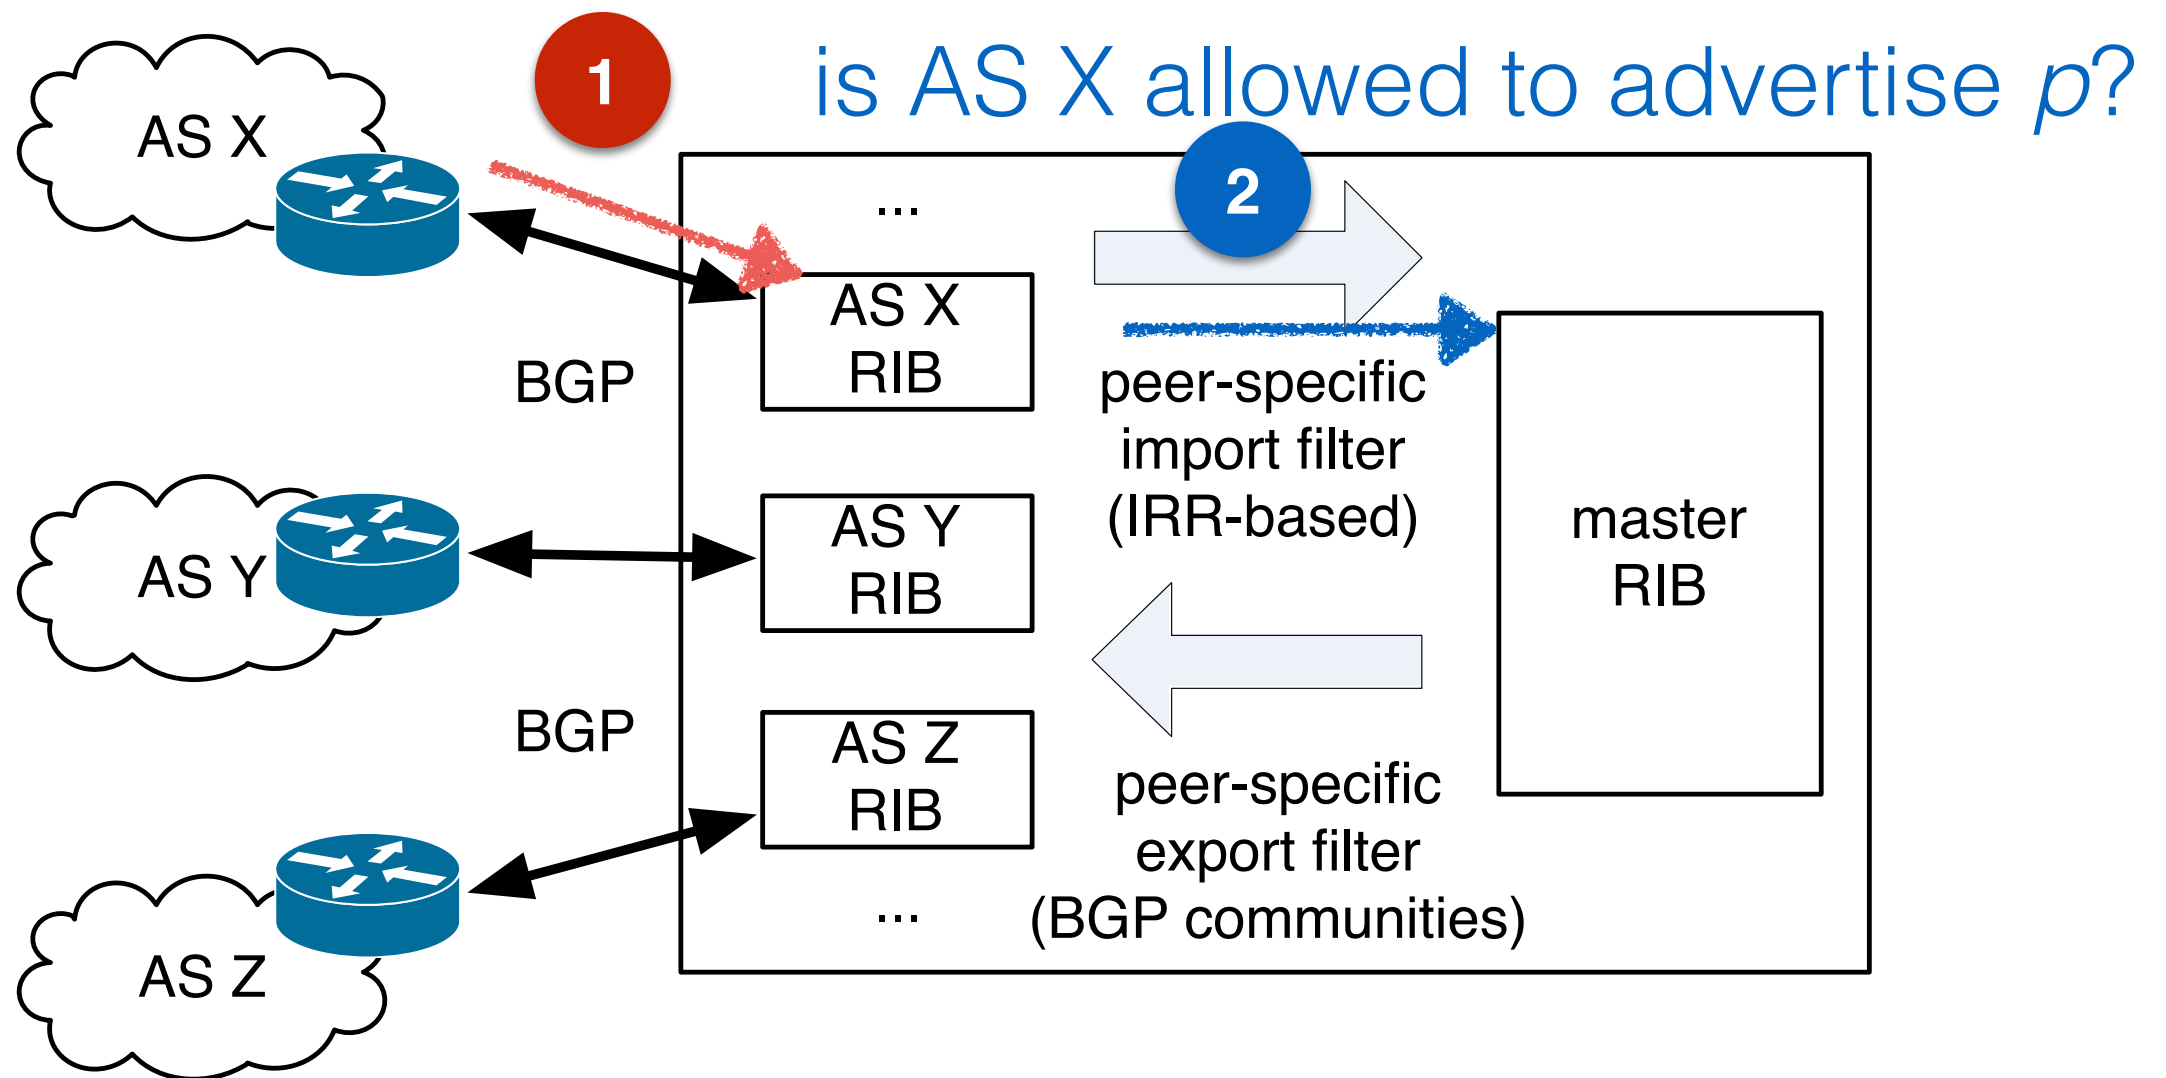 1
is AS X allowed to advertise p?
AS X
2
...
AS X
RIB
BGP
peer-specific
import filter
(IRR-based)
AS Y
AS Y
RIB
master
RIB
BGP
AS Z
RIB
peer-specific
export filter
(BGP communities)
...
AS Z